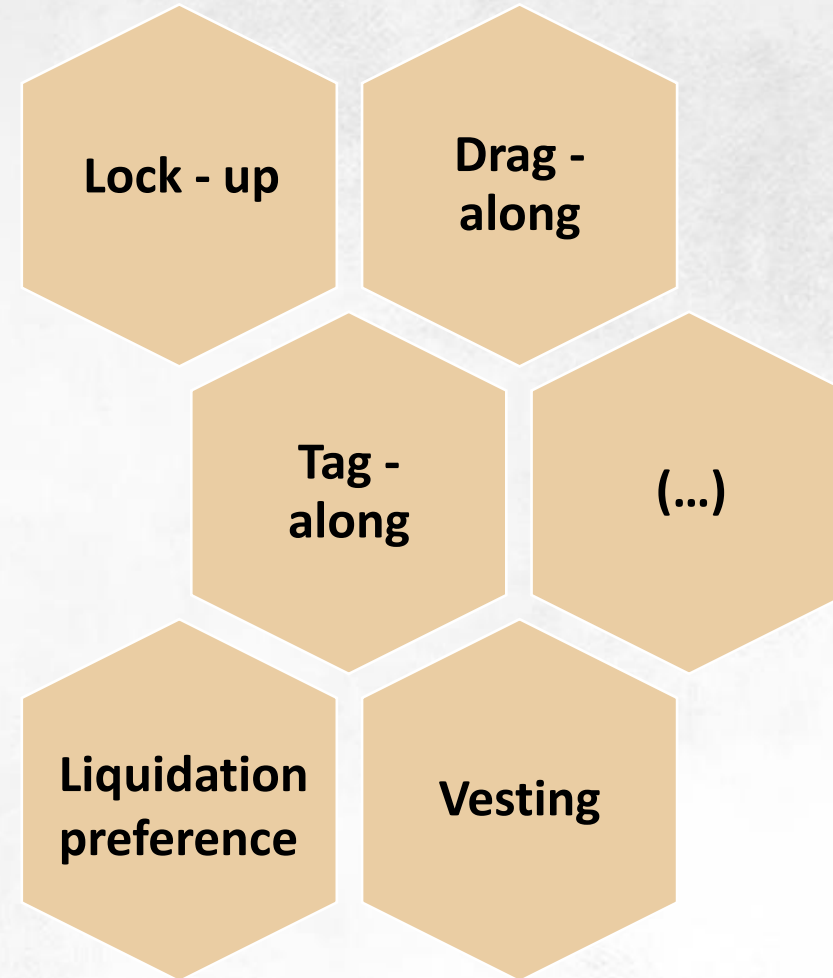 Lock - up
Drag -
along
Tag -
along
(...)
Liquidation
preference
Vesting